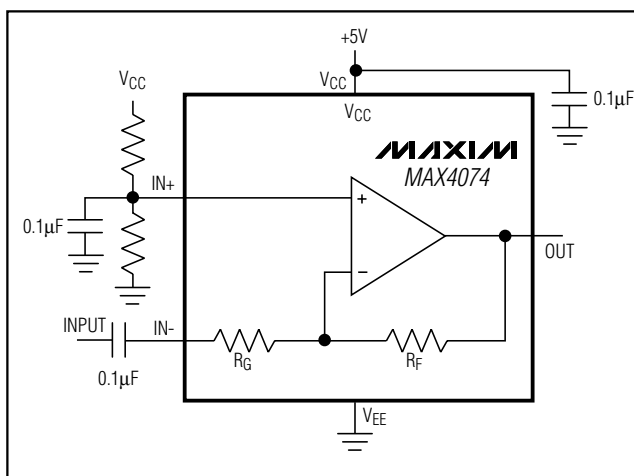 +5V
VCC
VCC
VCC
0.1µF
MAXIM
MAX4074
IN+
+
0.1µF
−
OUT
INPUT
IN-
RG
RF
0.1µF
VEE